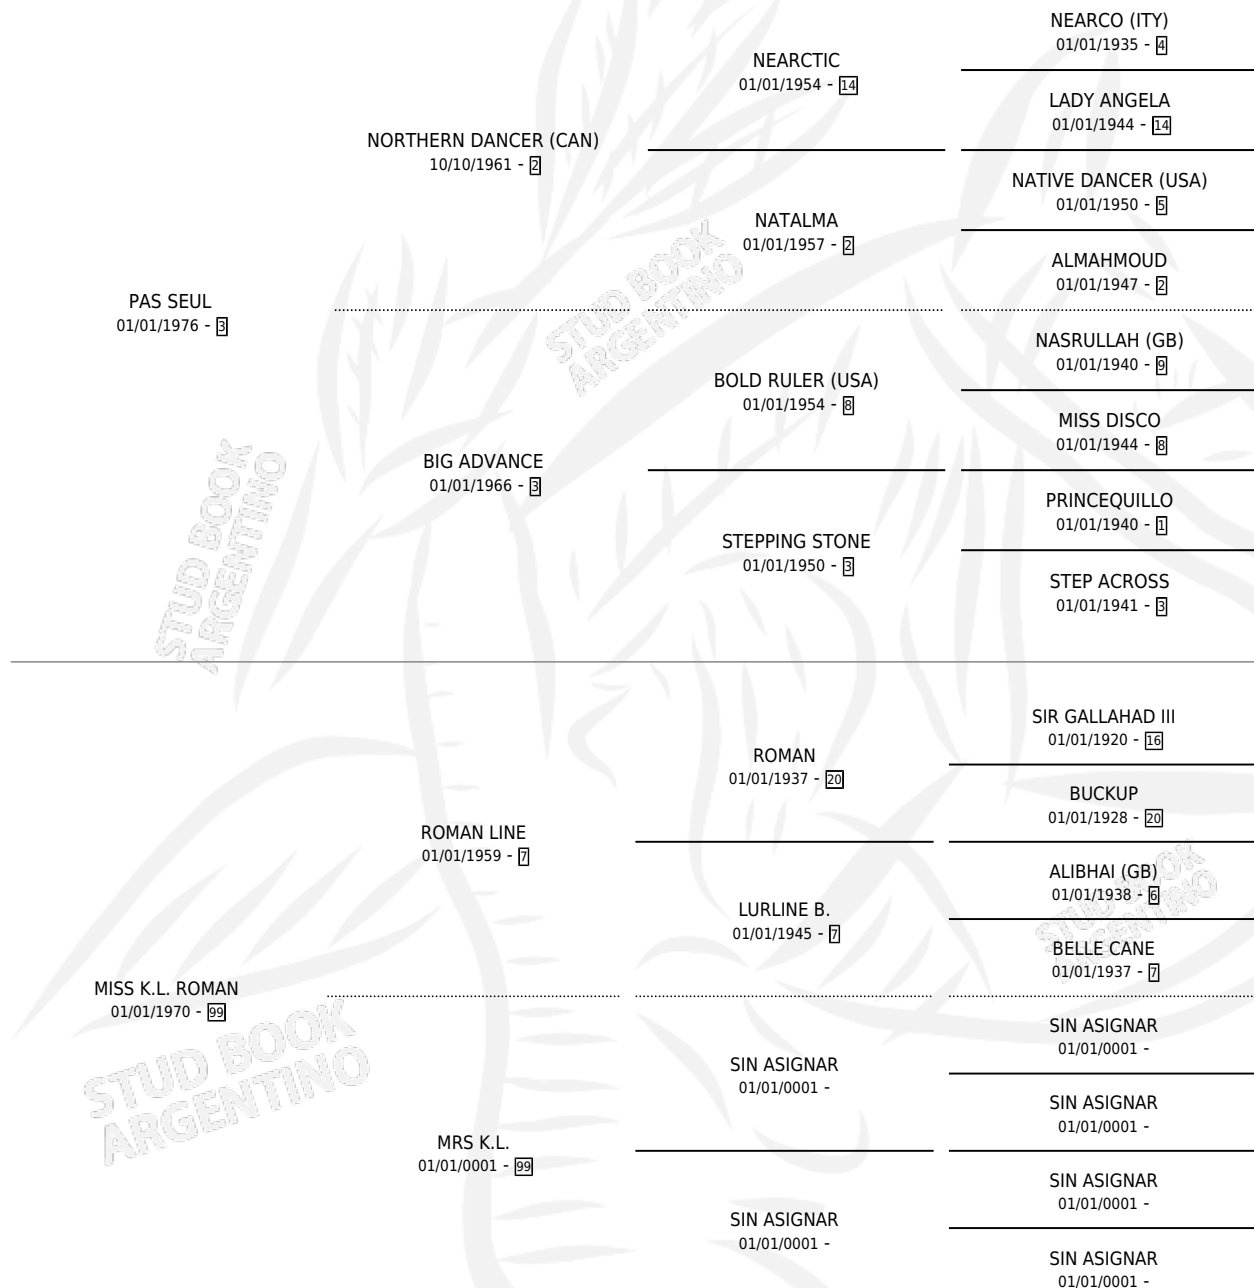 NEARCO (ITY)
01/01/1935 - 4
NEARCTIC
01/01/1954 - 14
LADY ANGELA
01/01/1944 - 14
NORTHERN DANCER (CAN)
10/10/1961 - 2
NATIVE DANCER (USA)
01/01/1950 - 5
NATALMA
01/01/1957 - 2
ALMAHMOUD
01/01/1947 - 2
PAS SEUL
01/01/1976 - 3
STUD BOOK
ARGENTINO
NASRULLAH (GB)
01/01/1940 - 9
BOLD RULER (USA)
01/01/1954 - 8
MISS DISCO
01/01/1944 - 8
BIG ADVANCE
01/01/1966 - 3
PRINCEQUILLO
01/01/1940 - 1
STEPPING STONE
01/01/1950 - 3
STEP ACROSS
01/01/1941 - 3
STUD BOOK
ARGENTINO
SIR GALLAHAD III
01/01/1920 - 16
ROMAN
01/01/1937 - 20
BUCKUP
01/01/1928 - 20
ROMAN LINE
01/01/1959 - 7
ALIBHAI (GB)
01/01/1938 - 6
LURLINE B.
01/01/1945 - 7
STUD BOOK
ARGENTINO
BELLE CANE
01/01/1937 - 7
MISS K.L. ROMAN
01/01/1970 - 99
STUD BOOK
ARGENTINO
SIN ASIGNAR
01/01/0001 -
SIN ASIGNAR
01/01/0001 -
SIN ASIGNAR
01/01/0001 -
MRS K.L.
01/01/0001 - 99
SIN ASIGNAR
01/01/0001 -
SIN ASIGNAR
01/01/0001 -
SIN ASIGNAR
01/01/0001 -